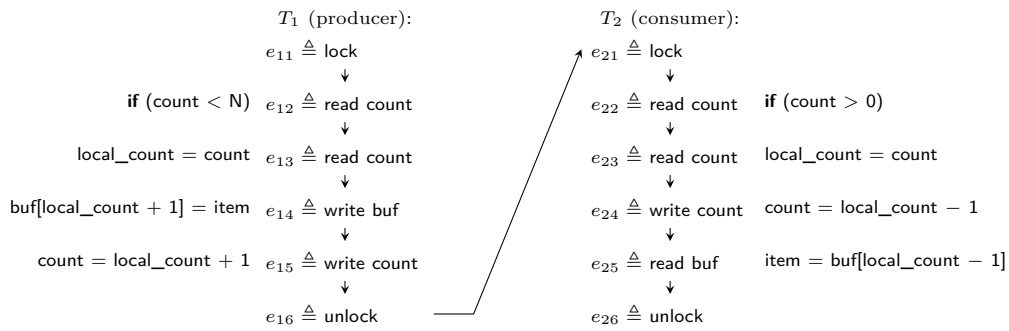 T₁ (producer): T₂ (consumer):
e₁₁ ≜ lock e₂₁ ≜ lock
if (count < N) e₁₂ ≜ read count e₂₂ ≜ read count if (count > 0)
local_count = count e₁₃ ≜ read count e₂₃ ≜ read count local_count = count
buf[local_count + 1] = item e₁₄ ≜ write buf e₂₄ ≜ write count count = local_count − 1
count = local_count + 1 e₁₅ ≜ write count e₂₅ ≜ read buf item = buf[local_count − 1]
e₁₆ ≜ unlock e₂₆ ≜ unlock